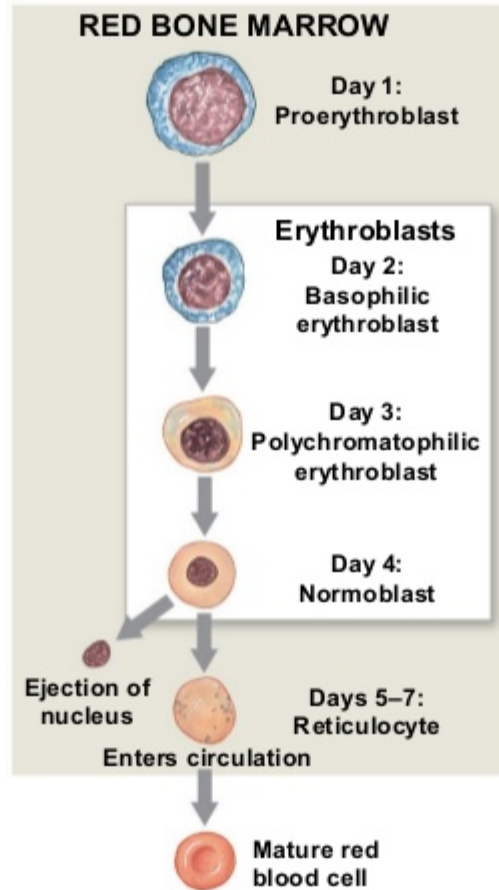 RED BONE MARROW
Day 1:
Proerythroblast
Erythroblasts
Day 2:
Basophilic
erythroblast
Day 3:
Polychromatophilic
erythroblast
Day 4:
Normoblast
Ejection of
nucleus
Days 5–7:
Reticulocyte
Enters circulation
Mature red
blood cell